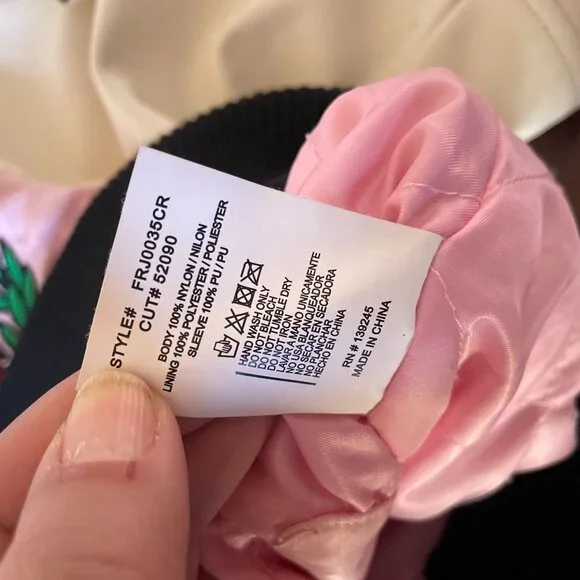 STYLE# FRJ0035CR
CUT# 52090
BODY 100% NYLON / NILON
LINING 100% POLYESTER / POLIESTER
SLEEVE 100% PU / PU
HAND WASH ONLY
DO NOT BLEACH
DO NOT TUMBLE DRY
DO NOT IRON
LAVAR A MANO UNICAMENTE
NO USA BLANQUEADOR
NO SECAR EN SECADORA
NO PLANCHAR
HECHO EN CHINA
RN # 139245
MADE IN CHINA